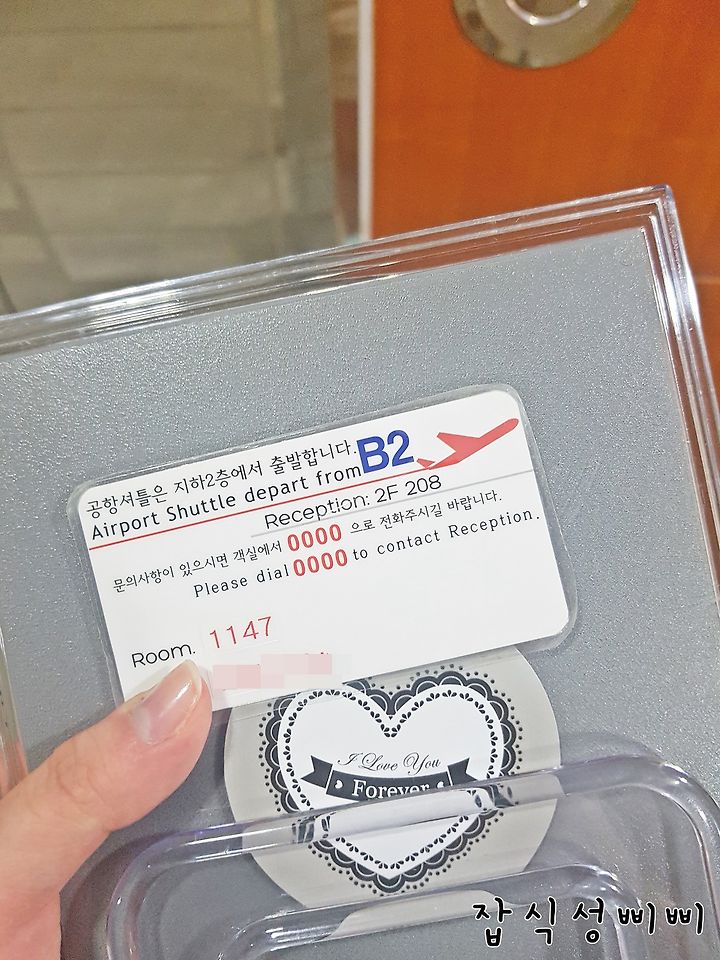 공항셔틀은 지하2층에서 출발합니다.
Airport Shuttle depart from B2
Reception: 2F 208
문의사항이 있으시면 객실에서 0000 으로 전화주시길 바랍니다.
Please dial 0000 to contact Reception.
Room. 1147
I Love You
Forever
잡식성삐삐